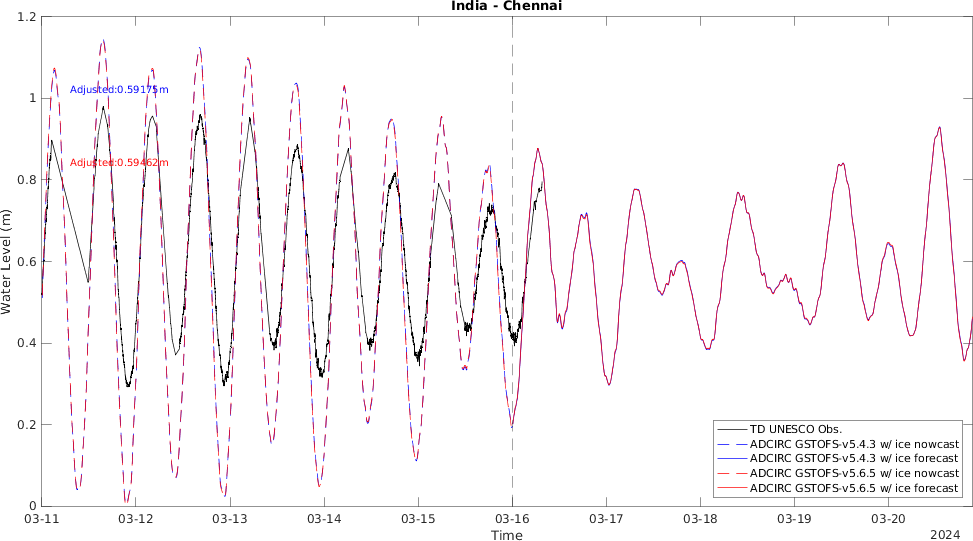 India - Chennai
1.2
1
0.8
0.6
0.4
0.2
0
Water Level (m)
Adjusted:0.59175m
Adjusted:0.59462m
TD UNESCO Obs.
ADCIRC GSTOFS-v5.4.3 w/ ice nowcast
ADCIRC GSTOFS-v5.4.3 w/ ice forecast
ADCIRC GSTOFS-v5.6.5 w/ ice nowcast
ADCIRC GSTOFS-v5.6.5 w/ ice forecast
03-11 03-12 03-13 03-14 03-15 03-16 03-17 03-18 03-19 03-20
Time
2024